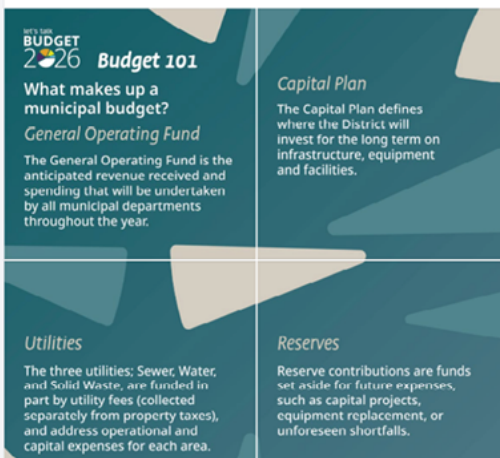 let's talk
BUDGET
2026
Budget 101
What makes up a
municipal budget?
General Operating Fund
The General Operating Fund is the
anticipated revenue received and
spending that will be undertaken
by all municipal departments
throughout the year.
Capital Plan
The Capital Plan defines
where the District will
invest for the long term on
infrastructure, equipment
and facilities.
Utilities
The three utilities; Sewer, Water,
and Solid Waste, are funded in
part by utility fees (collected
separately from property taxes),
and address operational and
capital expenses for each area.
Reserves
Reserve contributions are funds
set aside for future expenses,
such as capital projects,
equipment replacement, or
unforeseen shortfalls.